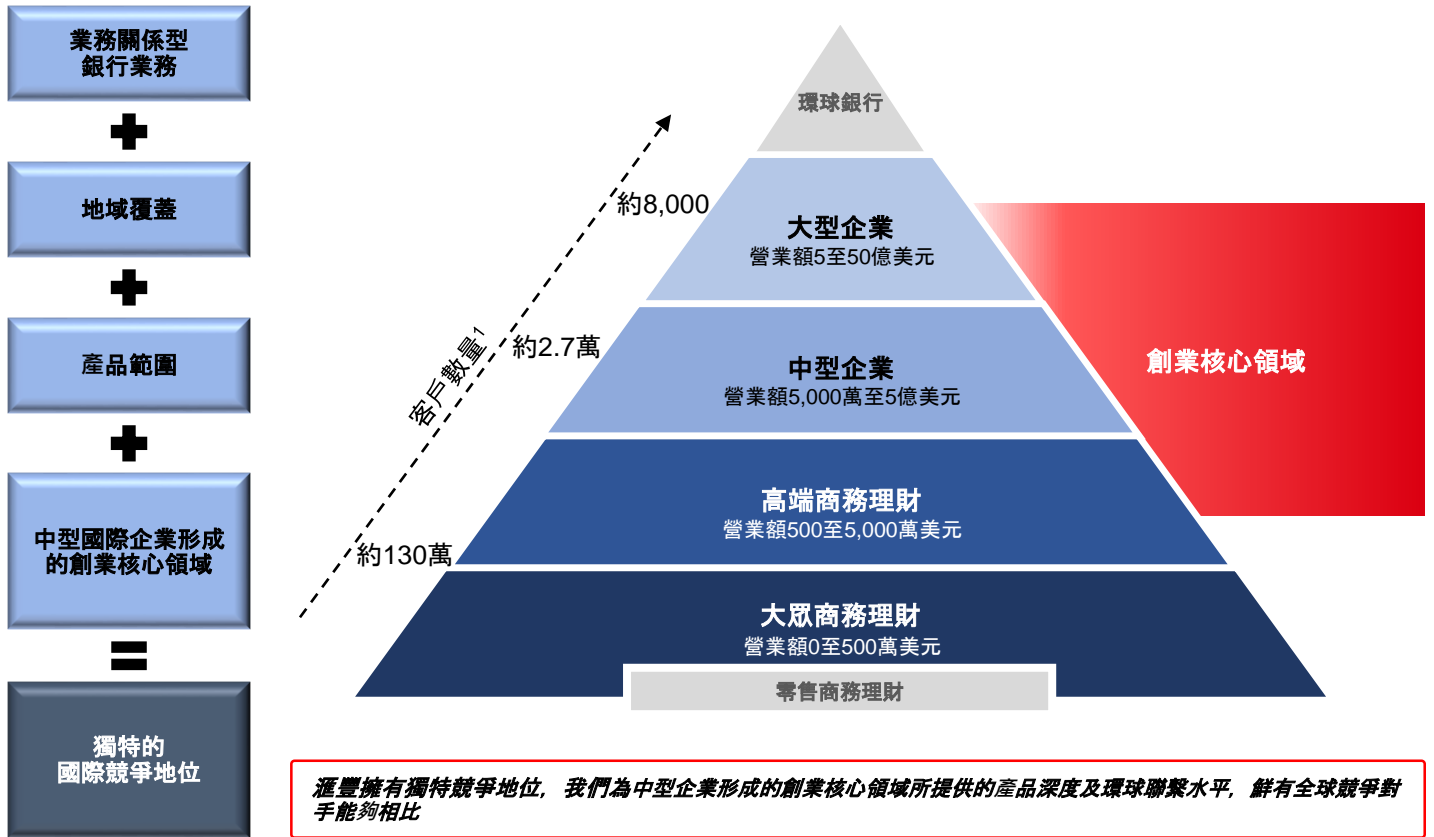 業務關係型
銀行業務
地域覆蓋
產品範圍
中型國際企業形成
的創業核心領域
獨特的
國際競爭地位
環球銀行
約8,000
大型企業
營業額5至50億美元
客戶數量1
約2.7萬
中型企業
營業額5,000萬至5億美元
創業核心領域
高端商務理財
營業額500至5,000萬美元
約130萬
大眾商務理財
營業額0至500萬美元
零售商務理財
滙豐擁有獨特競爭地位, 我們為中型企業形成的創業核心領域所提供的產品深度及環球聯繫水平, 鮮有全球競爭對
手能夠相比